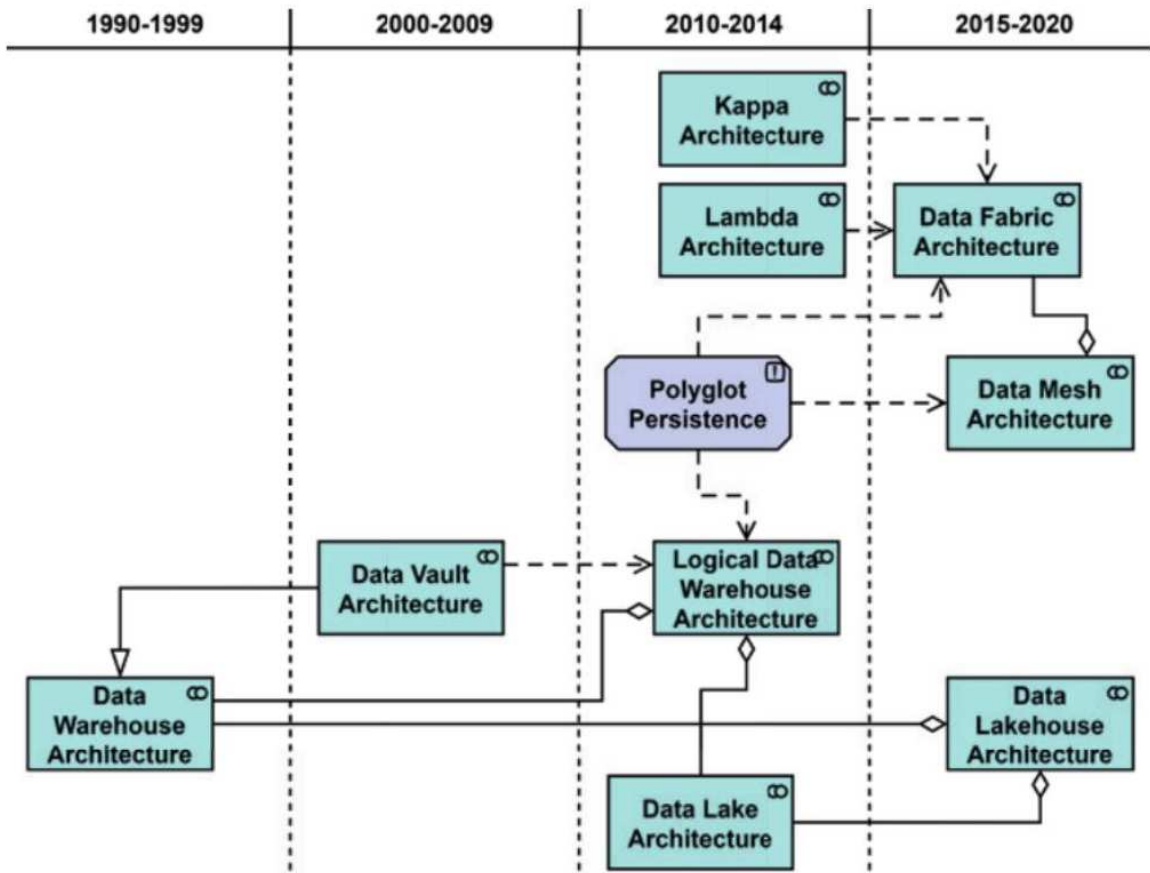 1990-1999
2000-2009
2010-2014
2015-2020
Kappa
Architecture
Lambda
Architecture
Data Fabric
Architecture
Polyglot
Persistence
Data Mesh
Architecture
Data Vault
Architecture
Logical Data
Warehouse
Architecture
Data
Warehouse
Architecture
Data
Lakehouse
Architecture
Data Lake
Architecture